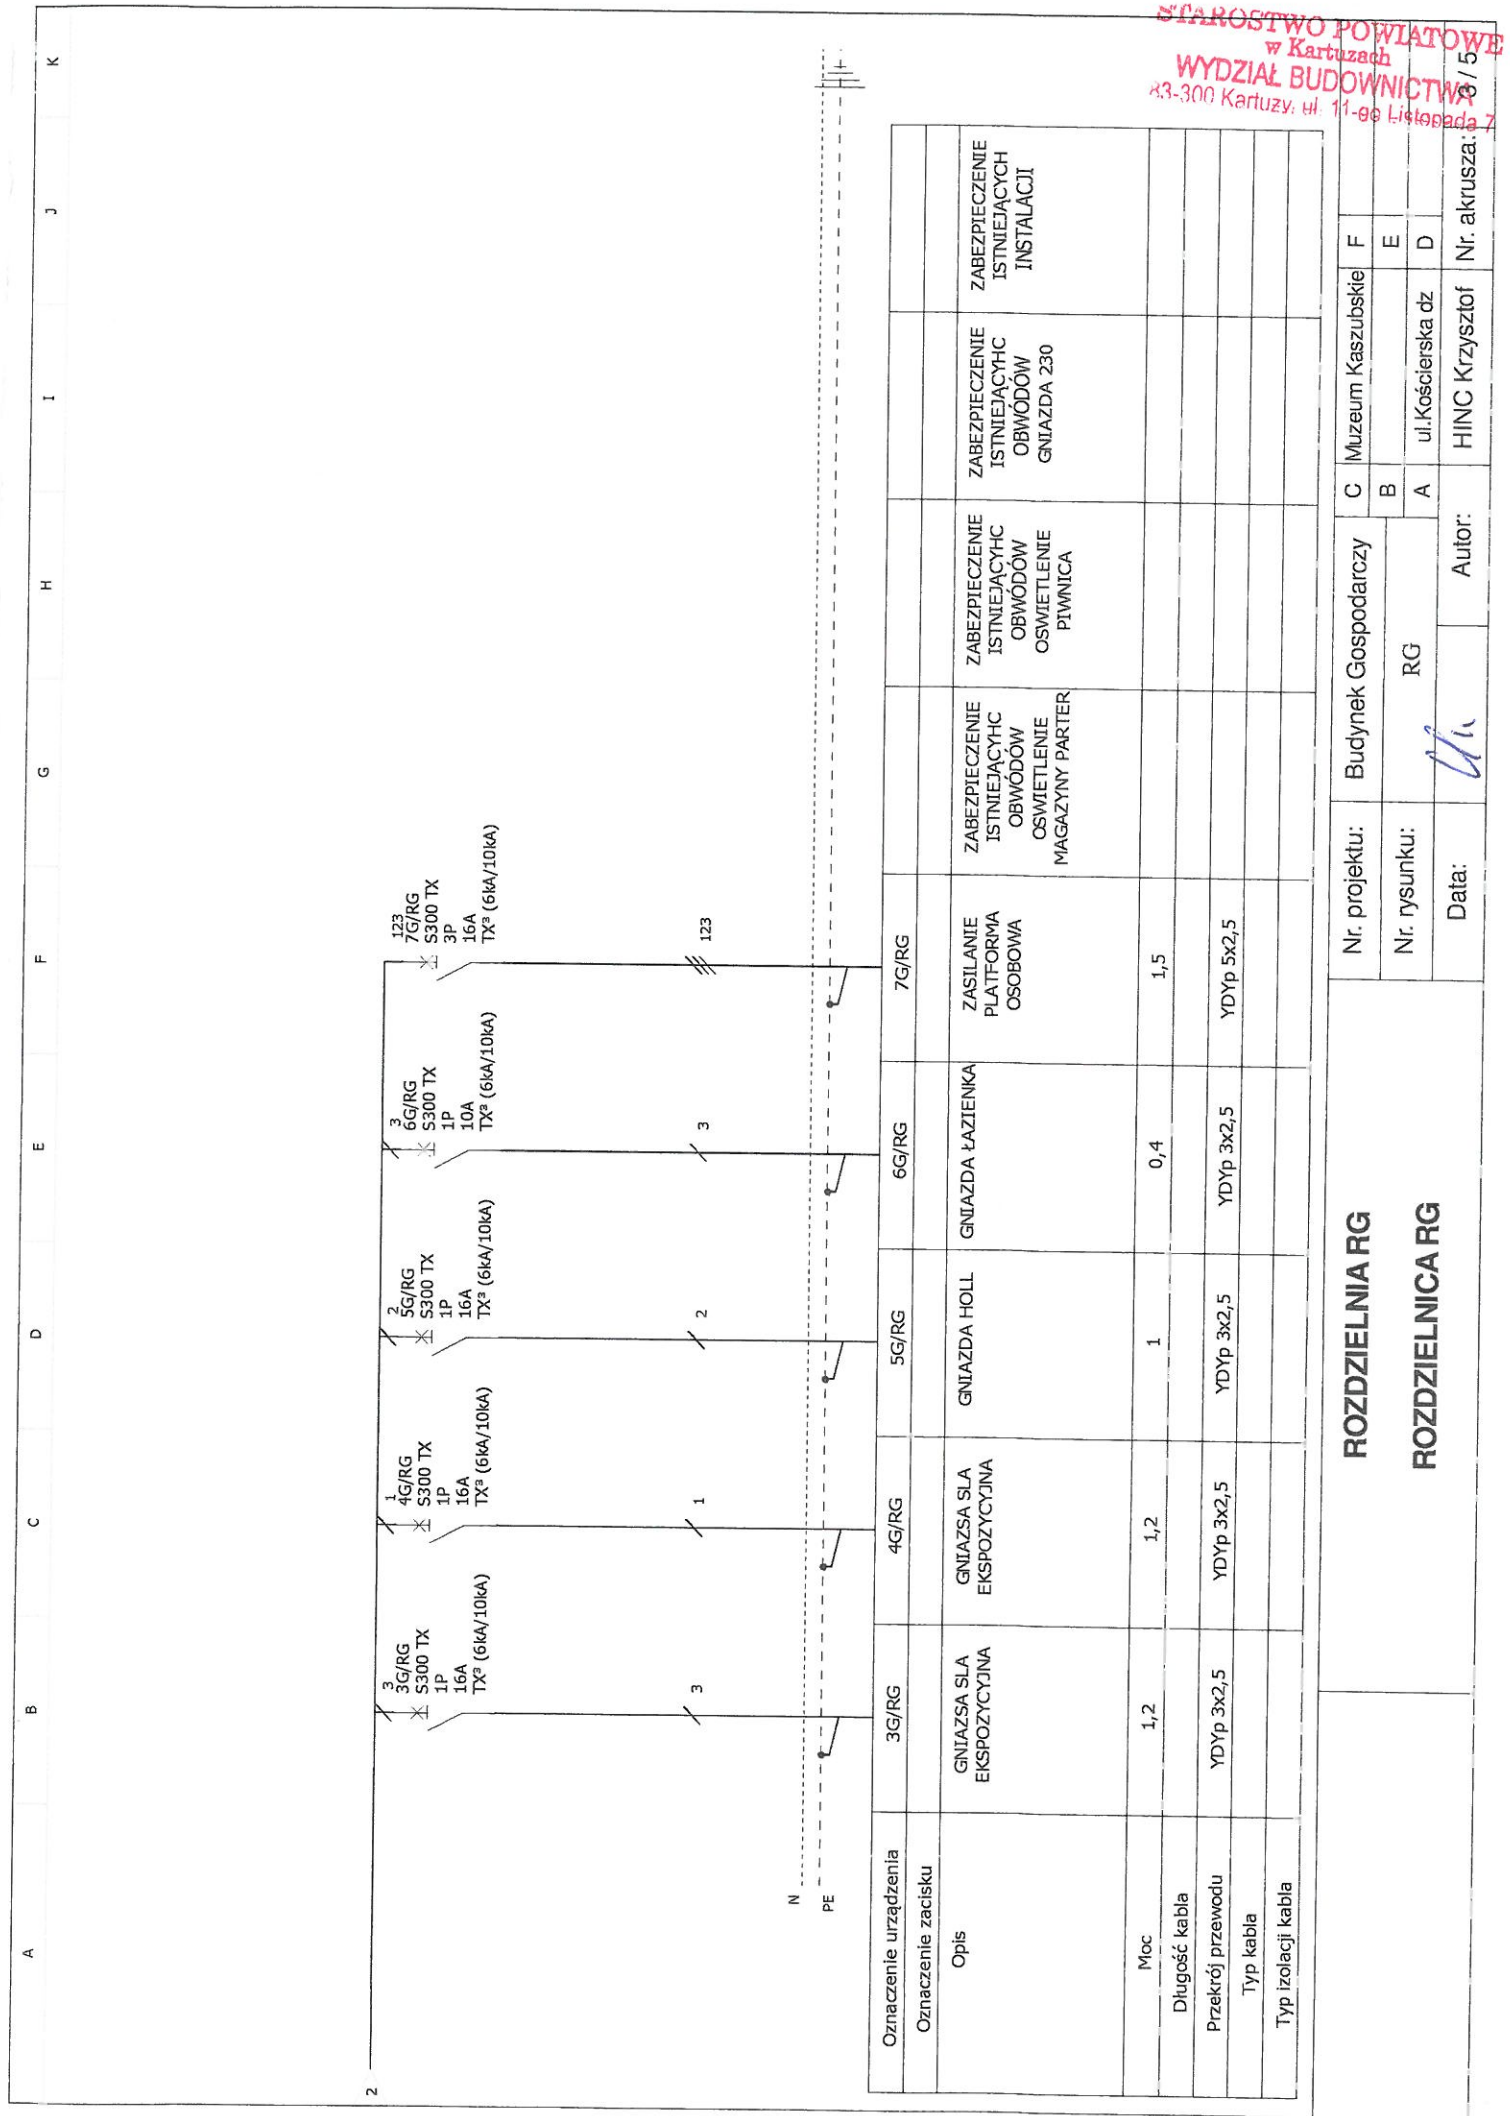 A B C D E F G H I J K
2
3
3G/RG
S300 TX
1P
16A
TX³ (6kA/10kA)
1
4G/RG
S300 TX
1P
16A
TX³ (6kA/10kA)
2
5G/RG
S300 TX
1P
16A
TX³ (6kA/10kA)
3
6G/RG
S300 TX
1P
10A
TX³ (6kA/10kA)
123
7G/RG
S300 TX
3P
16A
TX³ (6kA/10kA)
3 1 2 3 123
N
PE
Oznaczenie urządzenia 3G/RG 4G/RG 5G/RG 6G/RG 7G/RG
Oznaczenie zacisku
Opis
GNIAZSA SLA
EKSPOZYCYJNA
GNIAZSA SLA
EKSPOZYCYJNA
GNIAZDA HOLL
GNIAZDA ŁAZIENKA
ZASILANIE
PLATFORMA
OSOBOWA
ZABEZPIECZENIE
ISTNIEJĄCYHC
OBWÓDÓW
OSWIETLENIE
MAGAZYNY PARTER
ZABEZPIECZENIE
ISTNIEJĄCYHC
OBWÓDÓW
OSWIETLENIE
PIWNICA
ZABEZPIECZENIE
ISTNIEJĄCYHC
OBWÓDÓW
GNIAZDA 230
ZABEZPIECZENIE
ISTNIEJĄCYCH
INSTALACJI
Moc 1,2 1,2 1 0,4 1,5
Długość kabla
Przekrój przewodu YDYp 3x2,5 YDYp 3x2,5 YDYp 3x2,5 YDYp 3x2,5 YDYp 5x2,5
Typ kabla
Typ izolacji kabla
ROZDZIELNIA RG
ROZDZIELNICA RG
Nr. projektu: Budynek Gospodarczy C Muzeum Kaszubskie F
Nr. rysunku: RG B E
A ul.Kościerska dz D
Data: Autor: HINC Krzysztof Nr. akrusza: 3/5
STAROSTWO POWIATOWE
w Kartuzach
WYDZIAŁ BUDOWNICTWA
83-300 Kartuzy, ul. 11-go Listopada 7